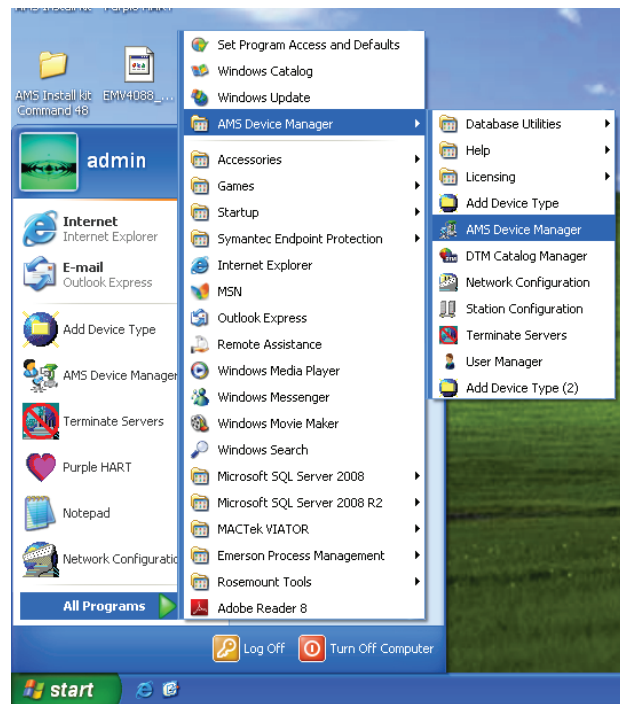 AMS Install kit Purple HART
AMS Install kit
Command 48
EMV4088_...
admin
Internet
Internet Explorer
E-mail
Outlook Express
Add Device Type
AMS Device Manager
Terminate Servers
Purple HART
Notepad
Network Configuratio
All Programs
Set Program Access and Defaults
Windows Catalog
Windows Update
AMS Device Manager
Accessories
Games
Startup
Symantec Endpoint Protection
Internet Explorer
MSN
Outlook Express
Remote Assistance
Windows Media Player
Windows Messenger
Windows Movie Maker
Windows Search
Microsoft SQL Server 2008
Microsoft SQL Server 2008 R2
MACTek VIATOR
Emerson Process Management
Rosemount Tools
Adobe Reader 8
Database Utilities
Help
Licensing
Add Device Type
AMS Device Manager
DTM Catalog Manager
Network Configuration
Station Configuration
Terminate Servers
User Manager
Add Device Type (2)
Log Off
Turn Off Computer
start